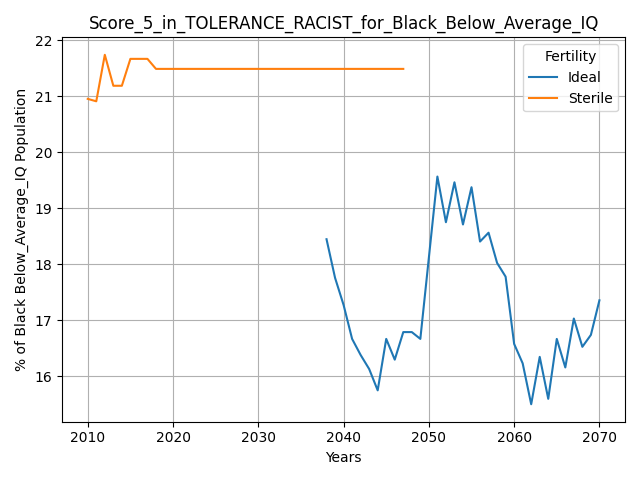 Score_5_in_TOLERANCE_RACIST_for_Black_Below_Average_IQ
% of Black Below_Average_IQ Population
22
21
20
19
18
17
16
Fertility
Ideal
Sterile
2010 2020 2030 2040 2050 2060 2070
Years